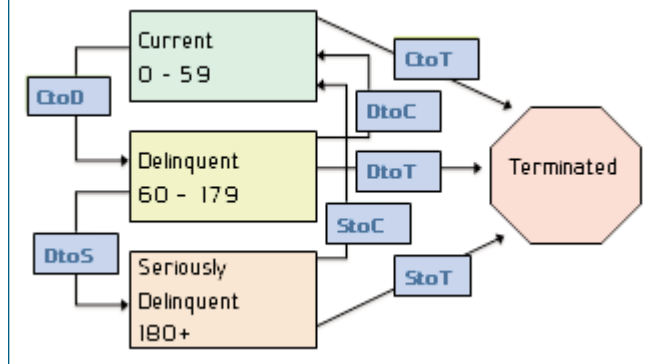 Current
0 - 59
CtoT
CtoD
DtoC
Delinquent
60 - 179
DtoT
Terminated
StoC
DtoS
Seriously
Delinquent
180+
StoT